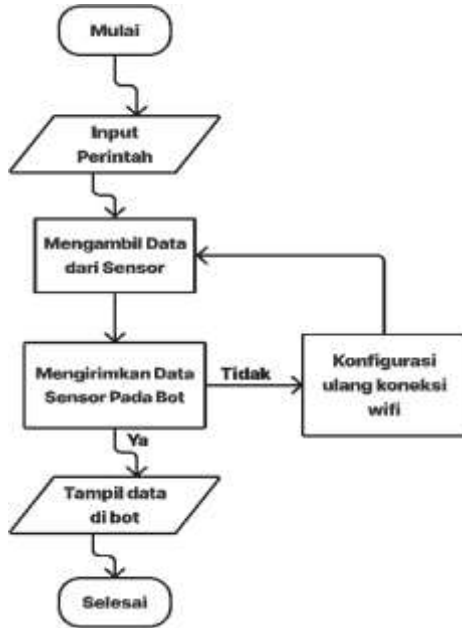 Mulai
Input
Perintah
Mengambil Data
dari Sensor
Mengirimkan Data
Sensor Pada Bot
Tidak
Konfigurasi
ulang koneksi
wifi
Ya
Tampil data
di bot
Selesai